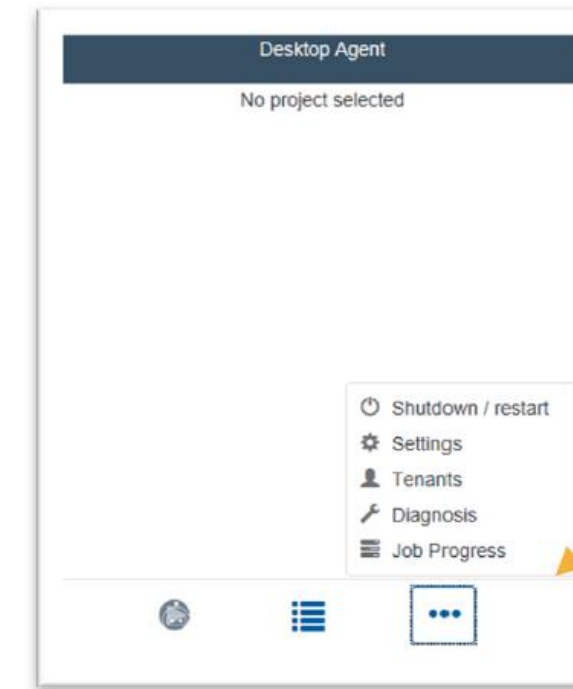 Desktop Agent
No project selected
Shutdown / restart
Settings
Tenants
Diagnosis
Job Progress